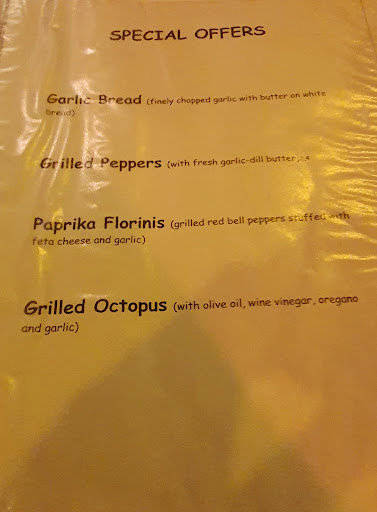 SPECIAL OFFERS
Garlic Bread (finely chopped garlic with butter on white
bread)
Grilled Peppers (with fresh garlic-dill butter
Paprika Florinis (grilled red bell peppers stuffed with
feta cheese and garlic)
Grilled Octopus (with olive oil, wine vinegar, oregano
and garlic)